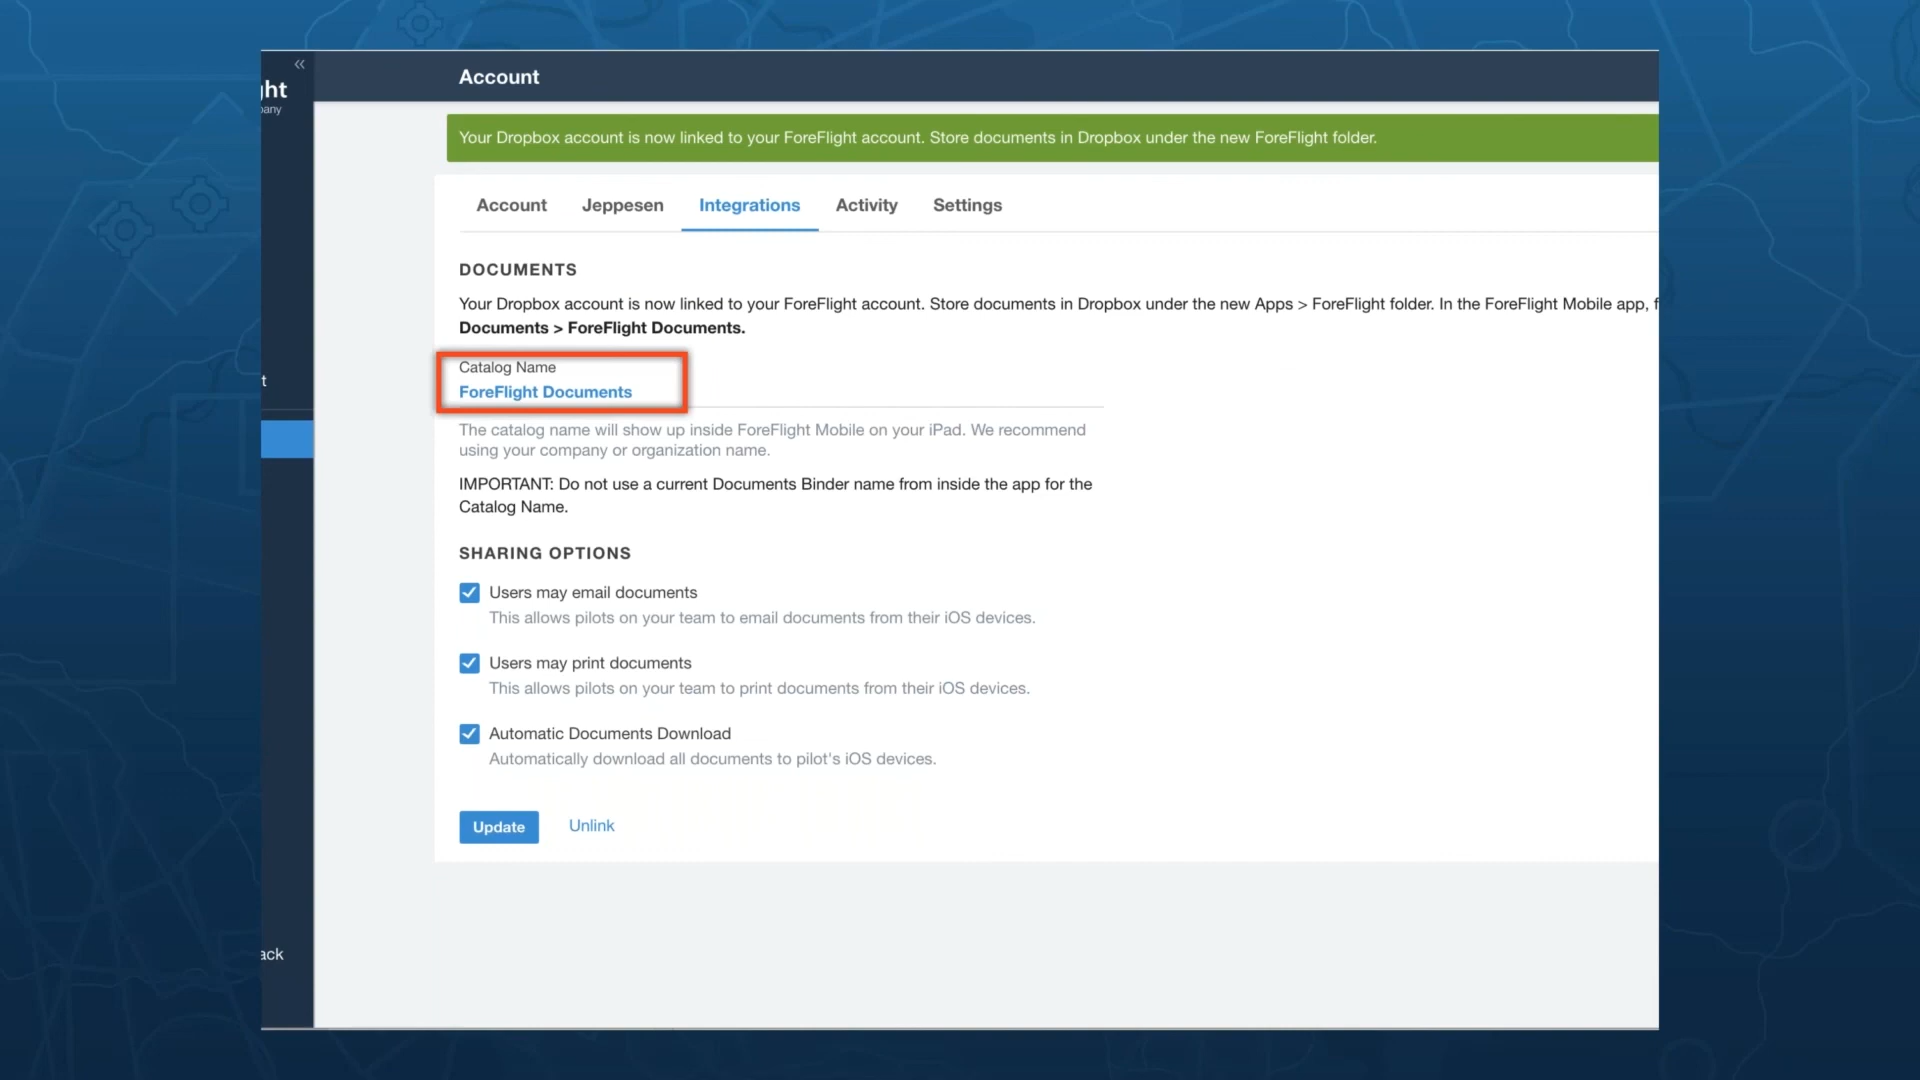 Account
Your Dropbox account is now linked to your ForeFlight account. Store documents in Dropbox under the new ForeFlight folder.
Account Jeppesen Integrations Activity Settings
DOCUMENTS
Your Dropbox account is now linked to your ForeFlight account. Store documents in Dropbox under the new Apps > ForeFlight folder. In the ForeFlight Mobile app, f
Documents > ForeFlight Documents.
Catalog Name
ForeFlight Documents
The catalog name will show up inside ForeFlight Mobile on your iPad. We recommend
using your company or organization name.
IMPORTANT: Do not use a current Documents Binder name from inside the app for the
Catalog Name.
SHARING OPTIONS
Users may email documents
This allows pilots on your team to email documents from their iOS devices.
Users may print documents
This allows pilots on your team to print documents from their iOS devices.
Automatic Documents Download
Automatically download all documents to pilot's iOS devices.
Update Unlink